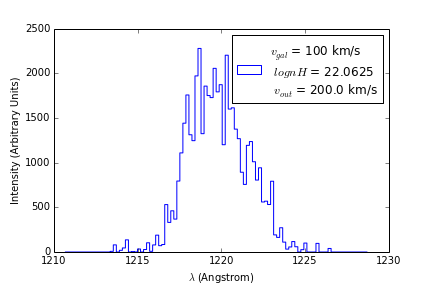 2500
2000
1500
1000
500
0
Intensity (Arbitrary Units)
v_gal = 100 km/s
lognH = 22.0625
v_out = 200.0 km/s
1210 1215 1220 1225 1230
λ (Angstrom)